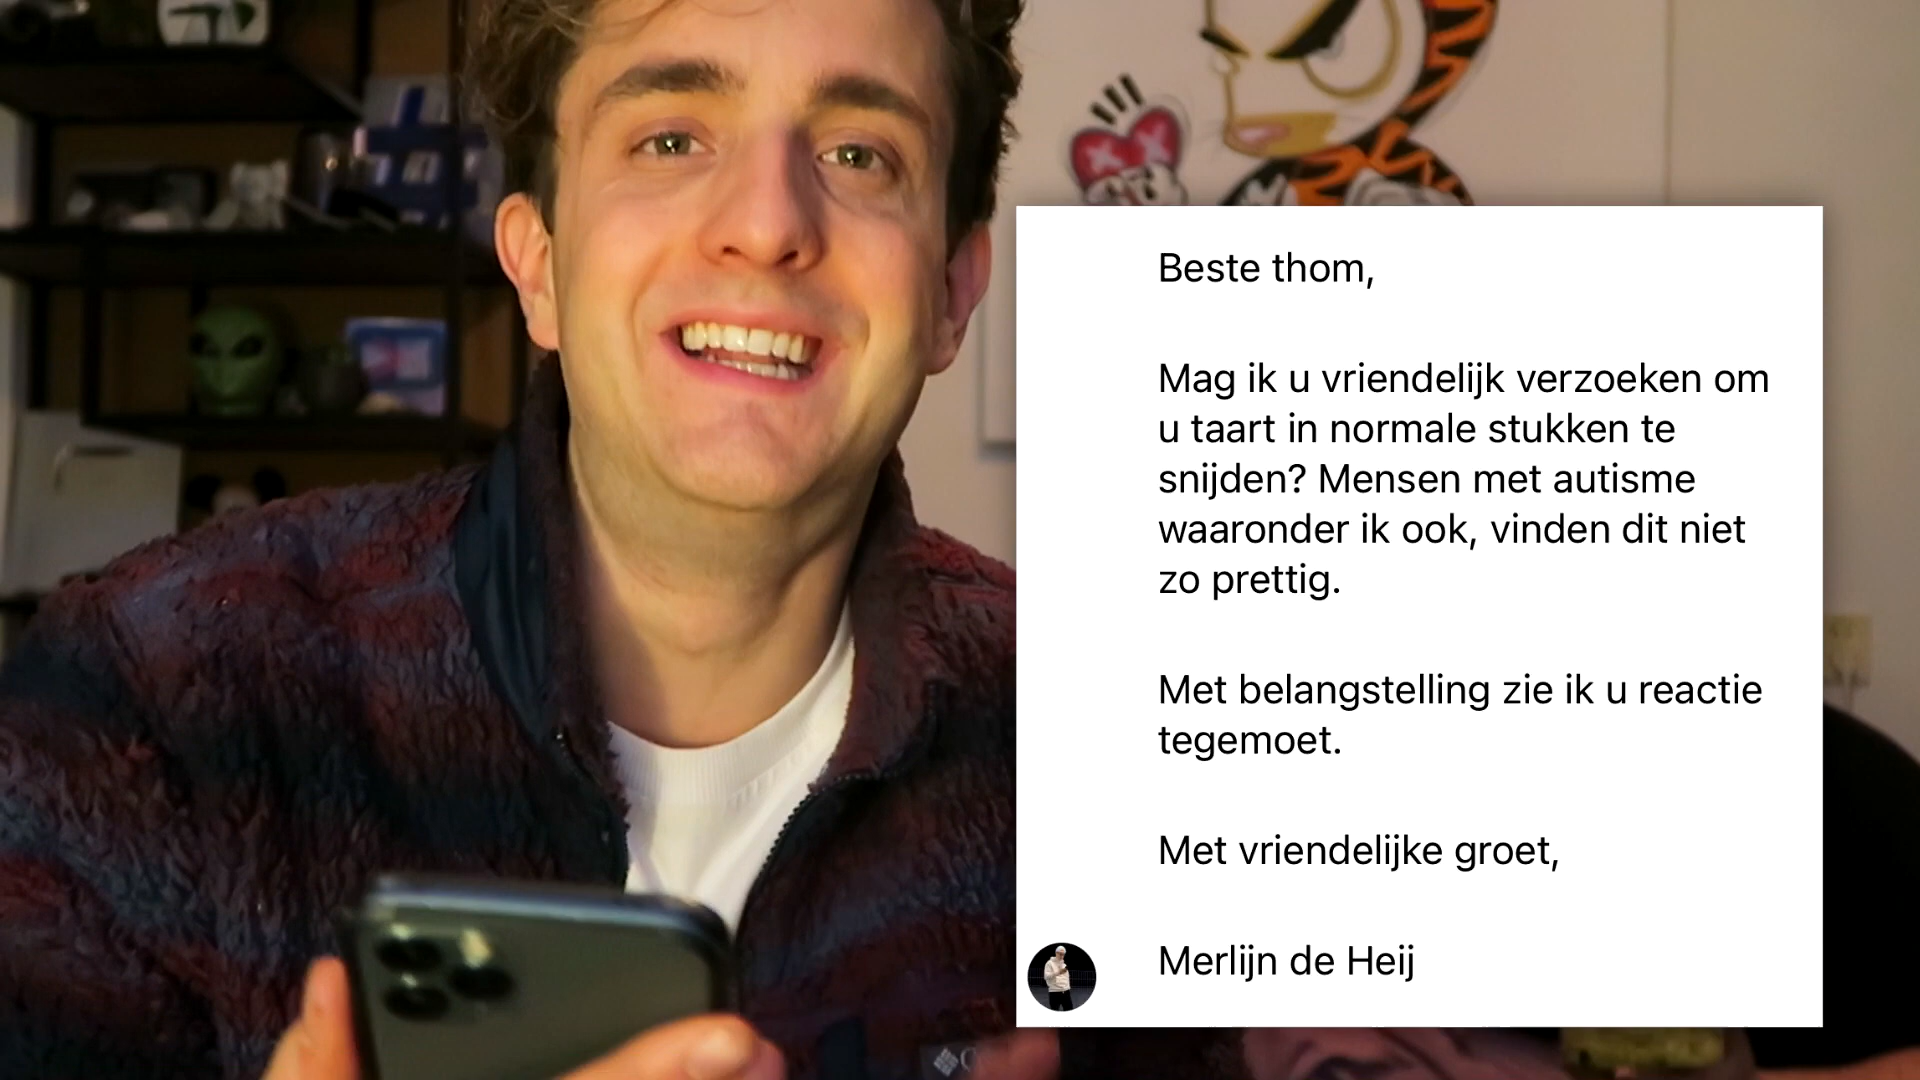 Beste thom,
Mag ik u vriendelijk verzoeken om
u taart in normale stukken te
snijden? Mensen met autisme
waaronder ik ook, vinden dit niet
zo prettig.
Met belangstelling zie ik u reactie
tegemoet.
Met vriendelijke groet,
Merlijn de Heij